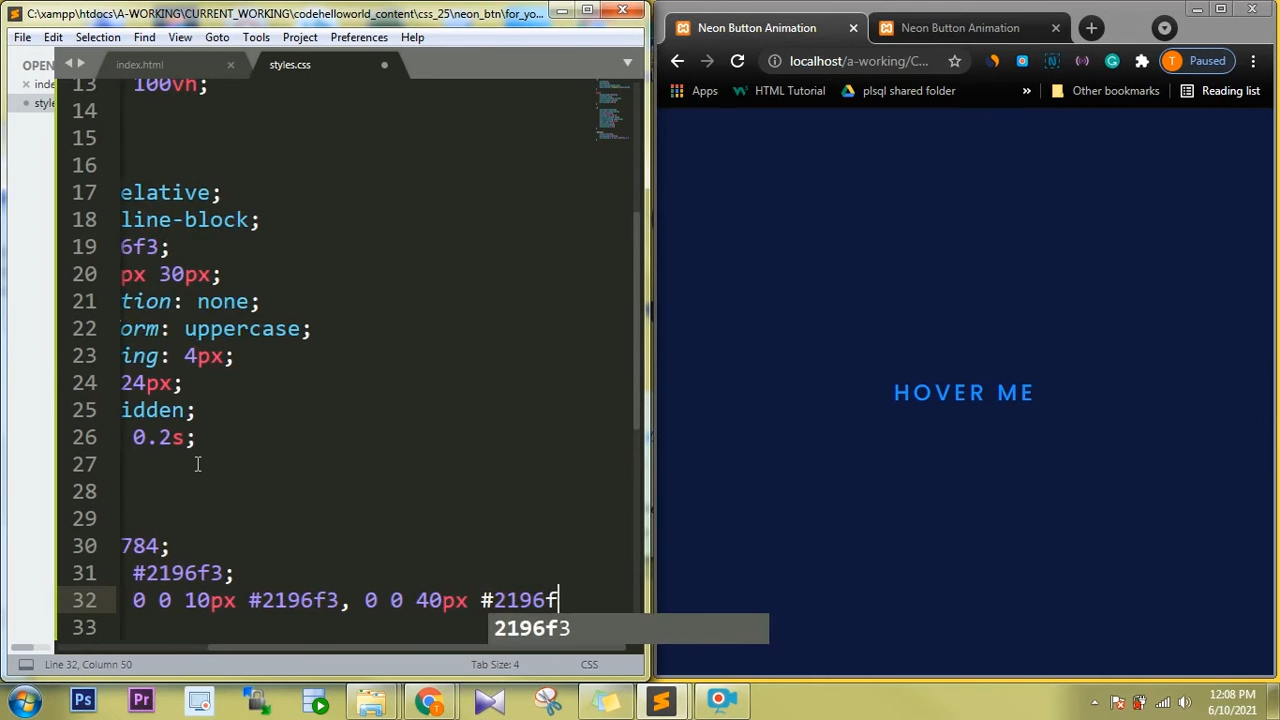 C:\xampp\htdocs\A-WORKING\CURRENT_WORKING\codehelloworld_content\css_25\neon_btn\for_yo...
File Edit Selection Find View Goto Tools Project Preferences Help
OPEN
inde
style
index.html
styles.css
13 100vh;
14
15
16
17 elative;
18 line-block;
19 6f3;
20 px 30px;
21 tion: none;
22 orm: uppercase;
23 ing: 4px;
24 24px;
25 idden;
26 0.2s;
27
28
29
30 784;
31 #2196f3;
32 0 0 10px #2196f3, 0 0 40px #2196f
2196f3
33
Line 32, Column 50
Tab Size: 4
CSS
Neon Button Animation
Neon Button Animation
localhost/a-working/C...
T Paused
Apps
HTML Tutorial
plsql shared folder
»
Other bookmarks
Reading list
HOVER ME
Ps
Pr
12:08 PM
6/10/2021